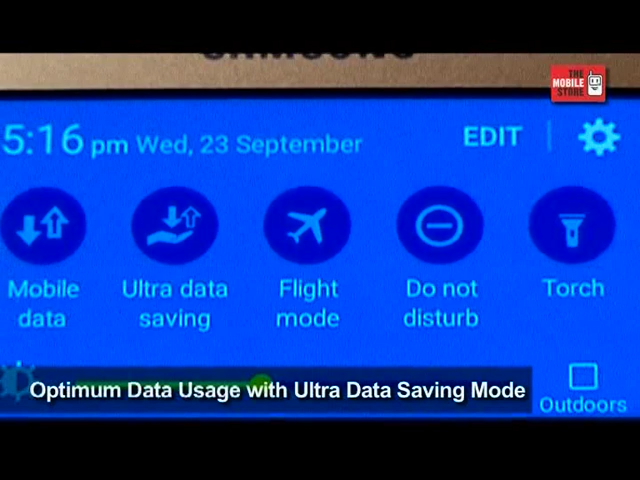 SAMSUNG
THE
MOBILE
STORE
5:16 pm Wed, 23 September
EDIT
Mobile data
Ultra data saving
Flight mode
Do not disturb
Torch
Optimum Data Usage with Ultra Data Saving Mode
Outdoors